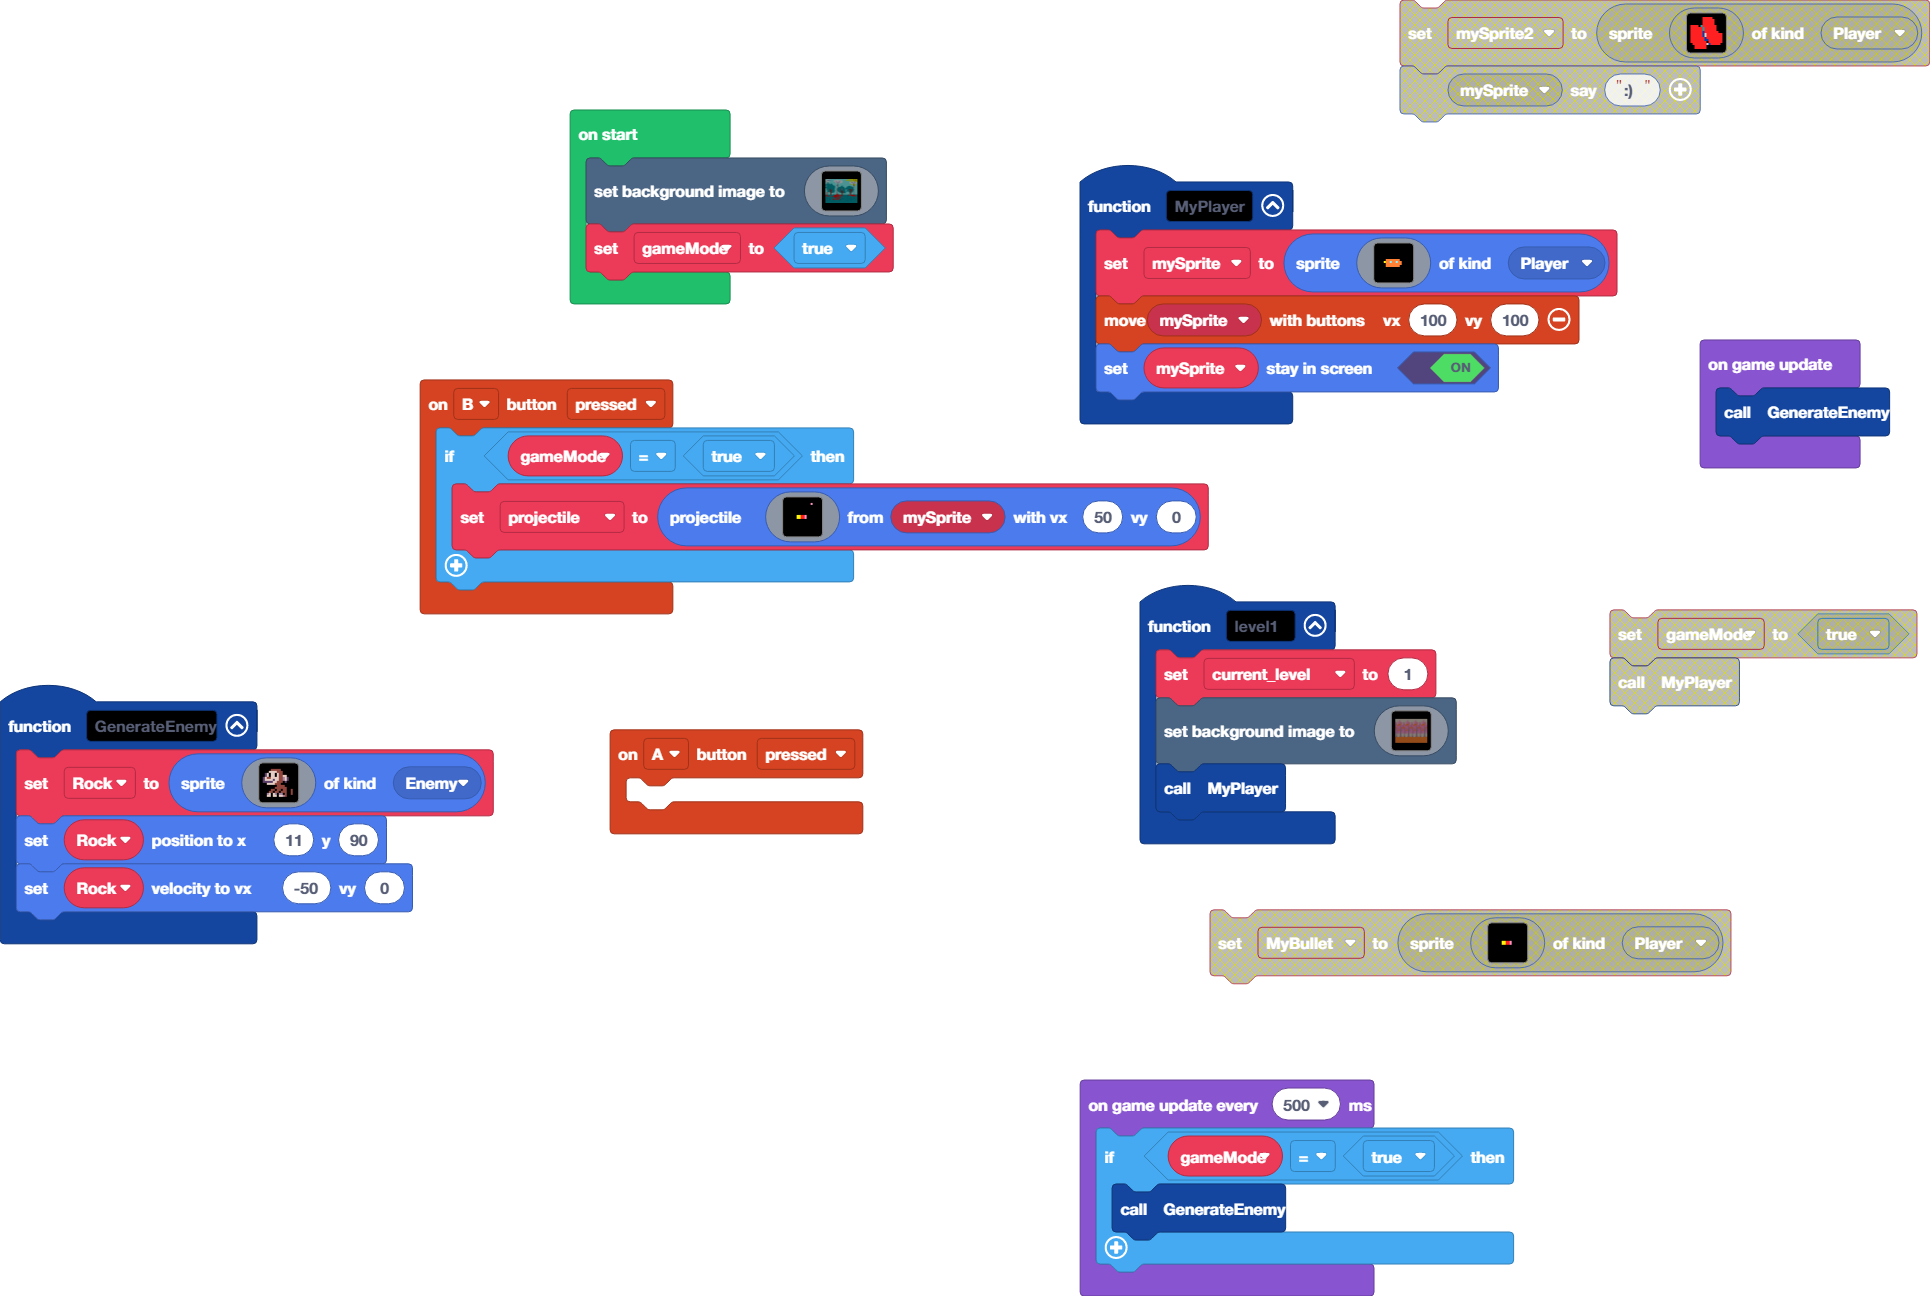 set mySprite2 to sprite of kind Player
mySprite say ":)"
on start
set background image to
set gameMode to true
function MyPlayer
set mySprite to sprite of kind Player
move mySprite with buttons vx 100 vy 100
set mySprite stay in screen ON
on game update
call GenerateEnemy
on B button pressed
if gameMode = true then
set projectile to projectile from mySprite with vx 50 vy 0
function level1
set current_level to 1
set background image to
call MyPlayer
set gameMode to true
call MyPlayer
function GenerateEnemy
set Rock to sprite of kind Enemy
set Rock position to x 11 y 90
set Rock velocity to vx -50 vy 0
on A button pressed
set MyBullet to sprite of kind Player
on game update every 500 ms
if gameMode = true then
call GenerateEnemy